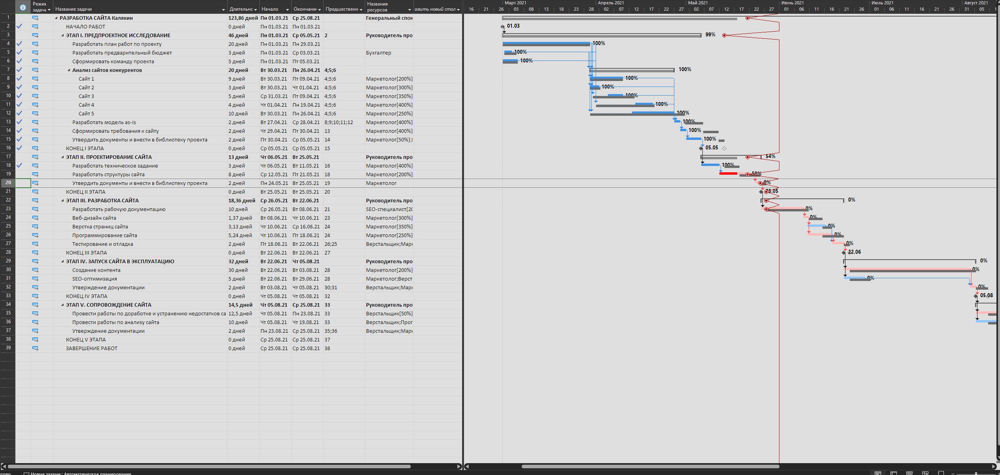 Режим задачи
Название задачи
Длительнс
Начало
Окончани
Предшественн
Названия ресурсов
авить новый стол
Март 2021 Апрель 2021 Май 2021 Июнь 2021 Июль 2021 Август 2021
16 21 26 03 08 13 18 23 28 02 07 12 17 22 27 02 07 12 17 22 27 01 06 11 16 21 26 01 06 11 16 21 26 31 05
1 РАЗРАБОТКА САЙТА Калякин 123,86 дней Пн 01.03.21 Ср 25.08.21 Генеральный спон
2 НАЧАЛО РАБОТ 0 дней Пн 01.03.21 Пн 01.03.21 01.03
3 ЭТАП I. ПРЕДПРОЕКТНОЕ ИССЛЕДОВАНИЕ 46 дней Пн 01.03.21 Ср 05.05.21 2 Руководитель про 99%
4 Разработать план работ по проекту 20 дней Пн 01.03.21 Пн 29.03.21 100%
5 Разработать предварительный бюджет 3 дней Пн 01.03.21 Ср 03.03.21 Бухгалтер 100%
6 Сформировать команду проекта 5 дней Пн 01.03.21 Пт 05.03.21 100%
7 Анализ сайтов конкурентов 20 дней Вт 30.03.21 Пн 26.04.21 4;5;6 100%
8 Сайт 1 9 дней Вт 30.03.21 Пт 09.04.21 4;5;6 Маркетолог[200%] 100%
9 Сайт 2 3 дней Вт 30.03.21 Чт 01.04.21 4;5;6 Маркетолог[300%] 100%
10 Сайт 3 5 дней Ср 31.03.21 Пт 09.04.21 4;5;6 Маркетолог[350%] 100%
11 Сайт 4 4 дней Чт 01.04.21 Пн 19.04.21 4;5;6 Маркетолог[400%] 100%
12 Сайт 5 10 дней Вт 30.03.21 Пн 26.04.21 4;5;6 Маркетолог[250%] 100%
13 Разработать модель as-is 2 дней Вт 27.04.21 Ср 28.04.21 8;9;10;11;12 Маркетолог[400%] 100%
14 Сформировать требования к сайту 2 дней Чт 29.04.21 Пт 30.04.21 13 Маркетолог[400%] 100%
15 Утвердить документы и внести в библиотеку проекта 2 дней Пт 30.04.21 Ср 05.05.21 14 Маркетолог[50%]; 100%
16 КОНЕЦ I ЭТАПА 0 дней Ср 05.05.21 Ср 05.05.21 15 05.05
17 ЭТАП II. ПРОЕКТИРОВАНИЕ САЙТА 13 дней Чт 06.05.21 Вт 25.05.21 Руководитель про 54%
18 Разработать техническое задание 3 дней Чт 06.05.21 Вт 11.05.21 16 Маркетолог[400%] 100%
19 Разработать структуры сайта 8 дней Ср 12.05.21 Пт 21.05.21 18 Маркетолог[200%] 50%
20 Утвердить документы и внести в библиотеку проекта 2 дней Пн 24.05.21 Вт 25.05.21 19 Маркетолог 0%
21 КОНЕЦ II ЭТАПА 0 дней Вт 25.05.21 Вт 25.05.21 20
22 ЭТАП III. РАЗРАБОТКА САЙТА 18,36 дней Ср 26.05.21 Вт 22.06.21 Руководитель про 0%
23 Разработать рабочую документацию 10 дней Ср 26.05.21 Вт 08.06.21 21 SEO-специалист[20 0%
24 Веб-дизайн сайта 1,37 дней Вт 08.06.21 Чт 10.06.21 23 Маркетолог[300%] 0%
25 Верстка страниц сайта 3,13 дней Чт 10.06.21 Ср 16.06.21 24 Маркетолог[350%] 0%
26 Программирование сайта 5,24 дней Чт 10.06.21 Пт 18.06.21 24 Маркетолог[250%] 0%
27 Тестирование и отладка 2 дней Пт 18.06.21 Вт 22.06.21 26;25 Верстальщик;Марк 0%
28 КОНЕЦ III ЭТАПА 0 дней Вт 22.06.21 Вт 22.06.21 27 22.06
29 ЭТАП IV. ЗАПУСК САЙТА В ЭКСПЛУАТАЦИЮ 32 дней Вт 22.06.21 Чт 05.08.21 Руководитель про 0%
30 Создание контента 30 дней Вт 22.06.21 Вт 03.08.21 28 Маркетолог[200%] 0%
31 SEO-оптимизация 5 дней Вт 22.06.21 Вт 29.06.21 28 Маркетолог;Верст 0%
32 Утверждение документации 2 дней Вт 03.08.21 Чт 05.08.21 30;31 Верстальщик;Марк 0%
33 КОНЕЦ IV ЭТАПА 0 дней Чт 05.08.21 Чт 05.08.21 32 05.08
34 ЭТАП V. СОПРОВОЖДЕНИЕ САЙТА 14,5 дней Чт 05.08.21 Ср 25.08.21 33 Руководитель про
35 Провести работы по доработке и устранению недостатков са 12,5 дней Чт 05.08.21 Пн 23.08.21 33 Верстальщик[50%]
36 Провести работы по анализу сайта 10 дней Чт 05.08.21 Чт 19.08.21 33 Верстальщик;Прог
37 Утверждение документации 2 дней Пн 23.08.21 Ср 25.08.21 35;36 Верстальщик;Марк
38 КОНЕЦ V ЭТАПА 0 дней Ср 25.08.21 Ср 25.08.21 37
39 ЗАВЕРШЕНИЕ РАБОТ 0 дней Ср 25.08.21 Ср 25.08.21 38
Новые задачи : Автоматическое планирование